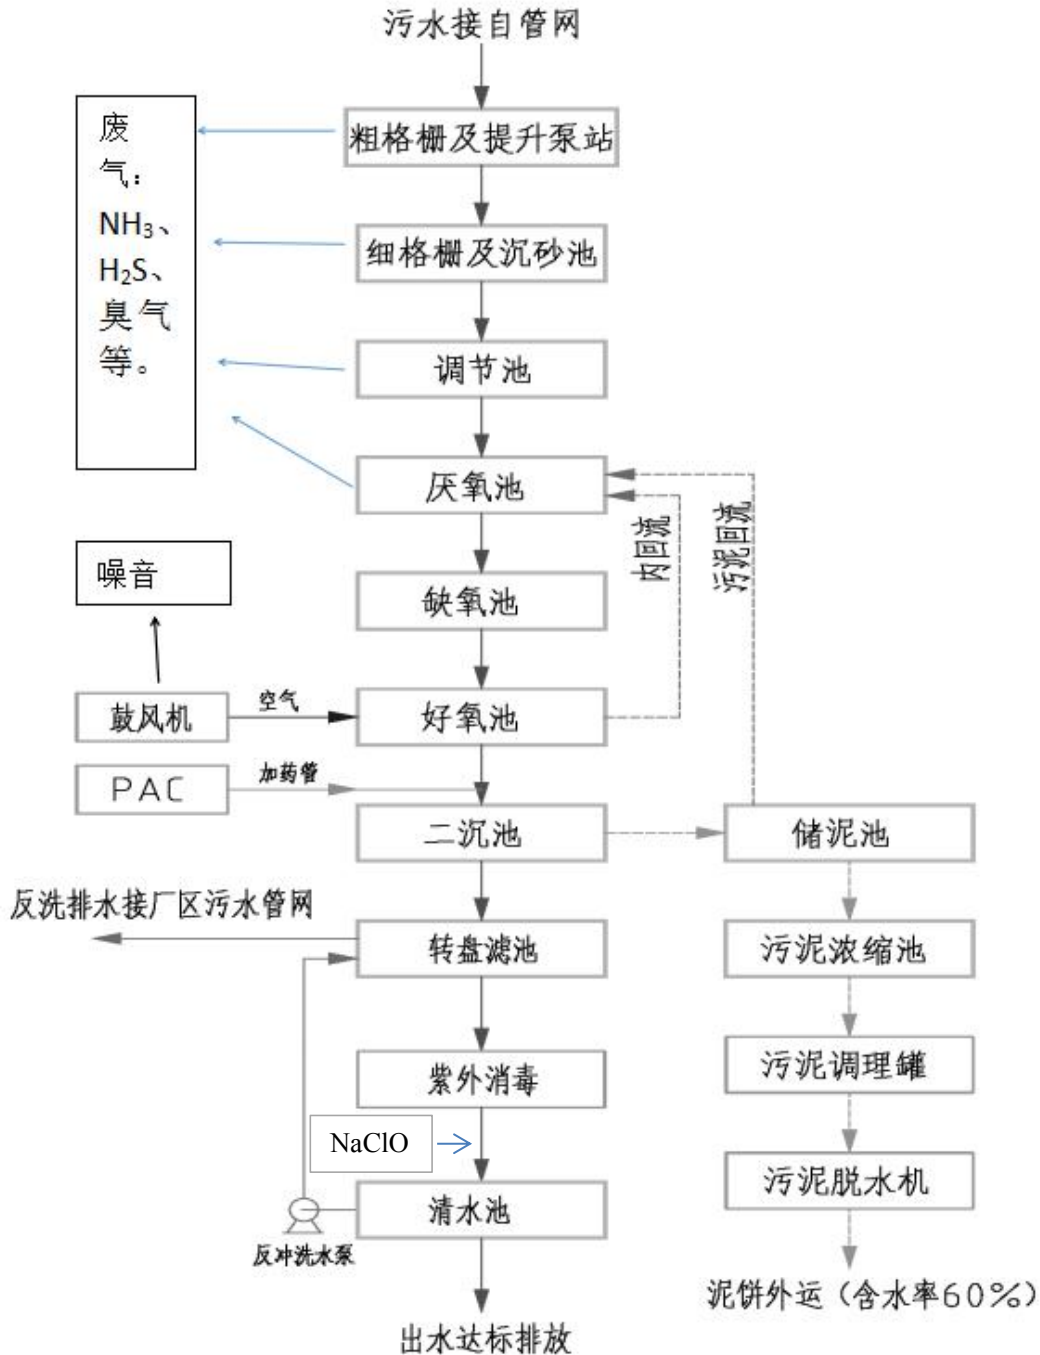 污水接自管网
粗格栅及提升泵站
废
气：
NH₃、
H₂S、
臭气
等。
细格栅及沉砂池
调节池
厌氧池
内回流
污泥回流
噪音
缺氧池
鼓风机
空气
好氧池
PAC
加药管
二沉池
储泥池
反洗排水接厂区污水管网
转盘滤池
污泥浓缩池
紫外消毒
污泥调理罐
NaClO
污泥脱水机
清水池
反冲洗水泵
泥饼外运（含水率60%）
出水达标排放